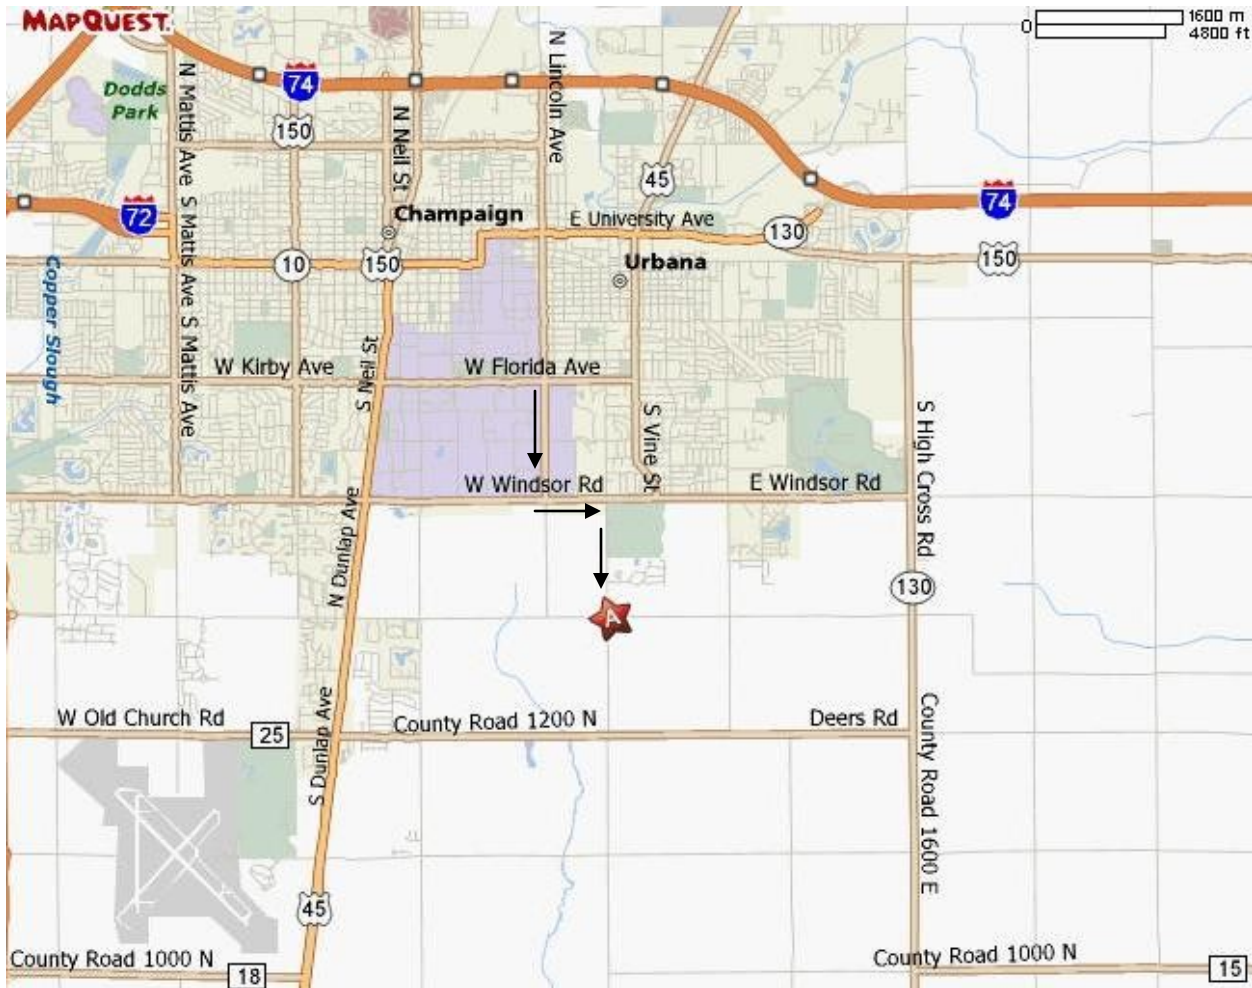 MAPQUEST.
0
1600 m
4800 ft
Dodds
Park
N Mattis Ave
S Mattis Ave
S Mattis Ave
74
150
N Neil St
N Lincoln Ave
45
74
72
Champaign
E University Ave
130
10
150
Urbana
150
Copper Slough
W Kirby Ave
S Neil St
W Florida Ave
S Vine St
S High Cross Rd
W Windsor Rd
E Windsor Rd
N Dunlap Ave
130
A
W Old Church Rd
25
S Dunlap Ave
County Road 1200 N
Deers Rd
County Road 1600 E
45
County Road 1000 N
18
County Road 1000 N
15